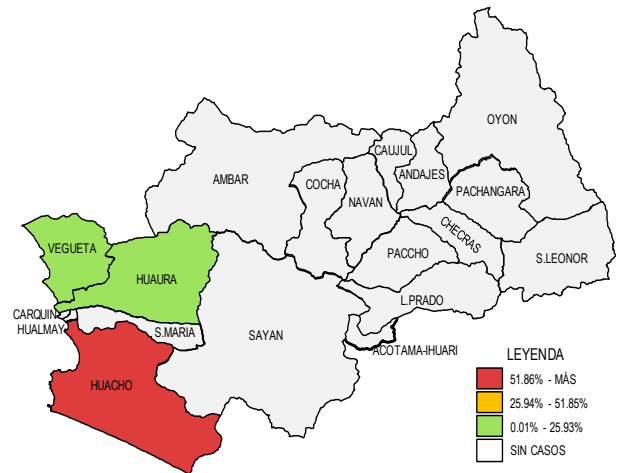 OYON
CAUJUL
ANDAJES
AMBAR
COCHA
NAVAN
PACHANGARA
CHECRAS
VEGUETA
HUAURA
PACCHO
S.LEONOR
L.PRADO
CARQUIN
HUALMAY
S.MARIA
SAYAN
ACOTAMA-IHUARI
HUACHO
LEYENDA
51.86% - MÁS
25.94% - 51.85%
0.01% - 25.93%
SIN CASOS